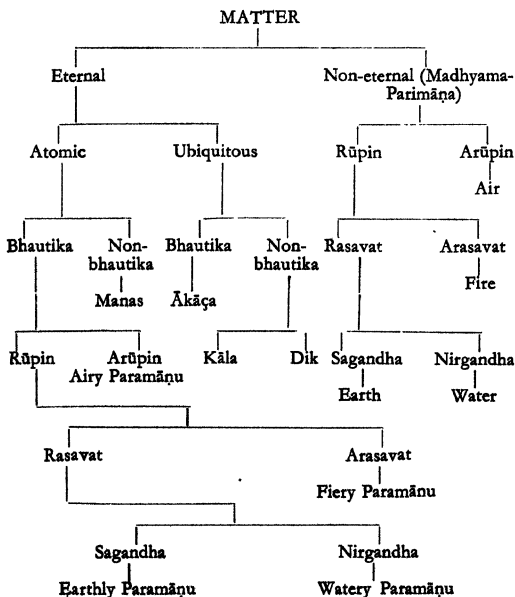 MATTER
Eternal
Non-eternal (Madhyama-
Parimāṇa)
Atomic
Ubiquitous
Rūpin
Arūpin
Air
Bhautika
Non-
bhautika
Bhautika
Non-
bhautika
Rasavat
Arasavat
Manas
Ākāça
Fire
Rūpin
Arūpin
Airy Paramāṇu
Kāla
Dik
Sagandha
Nirgandha
Earth
Water
Rasavat
Arasavat
Fiery Paramānu
Sagandha
Nirgandha
Earthly Paramāṇu
Watery Paramāṇu